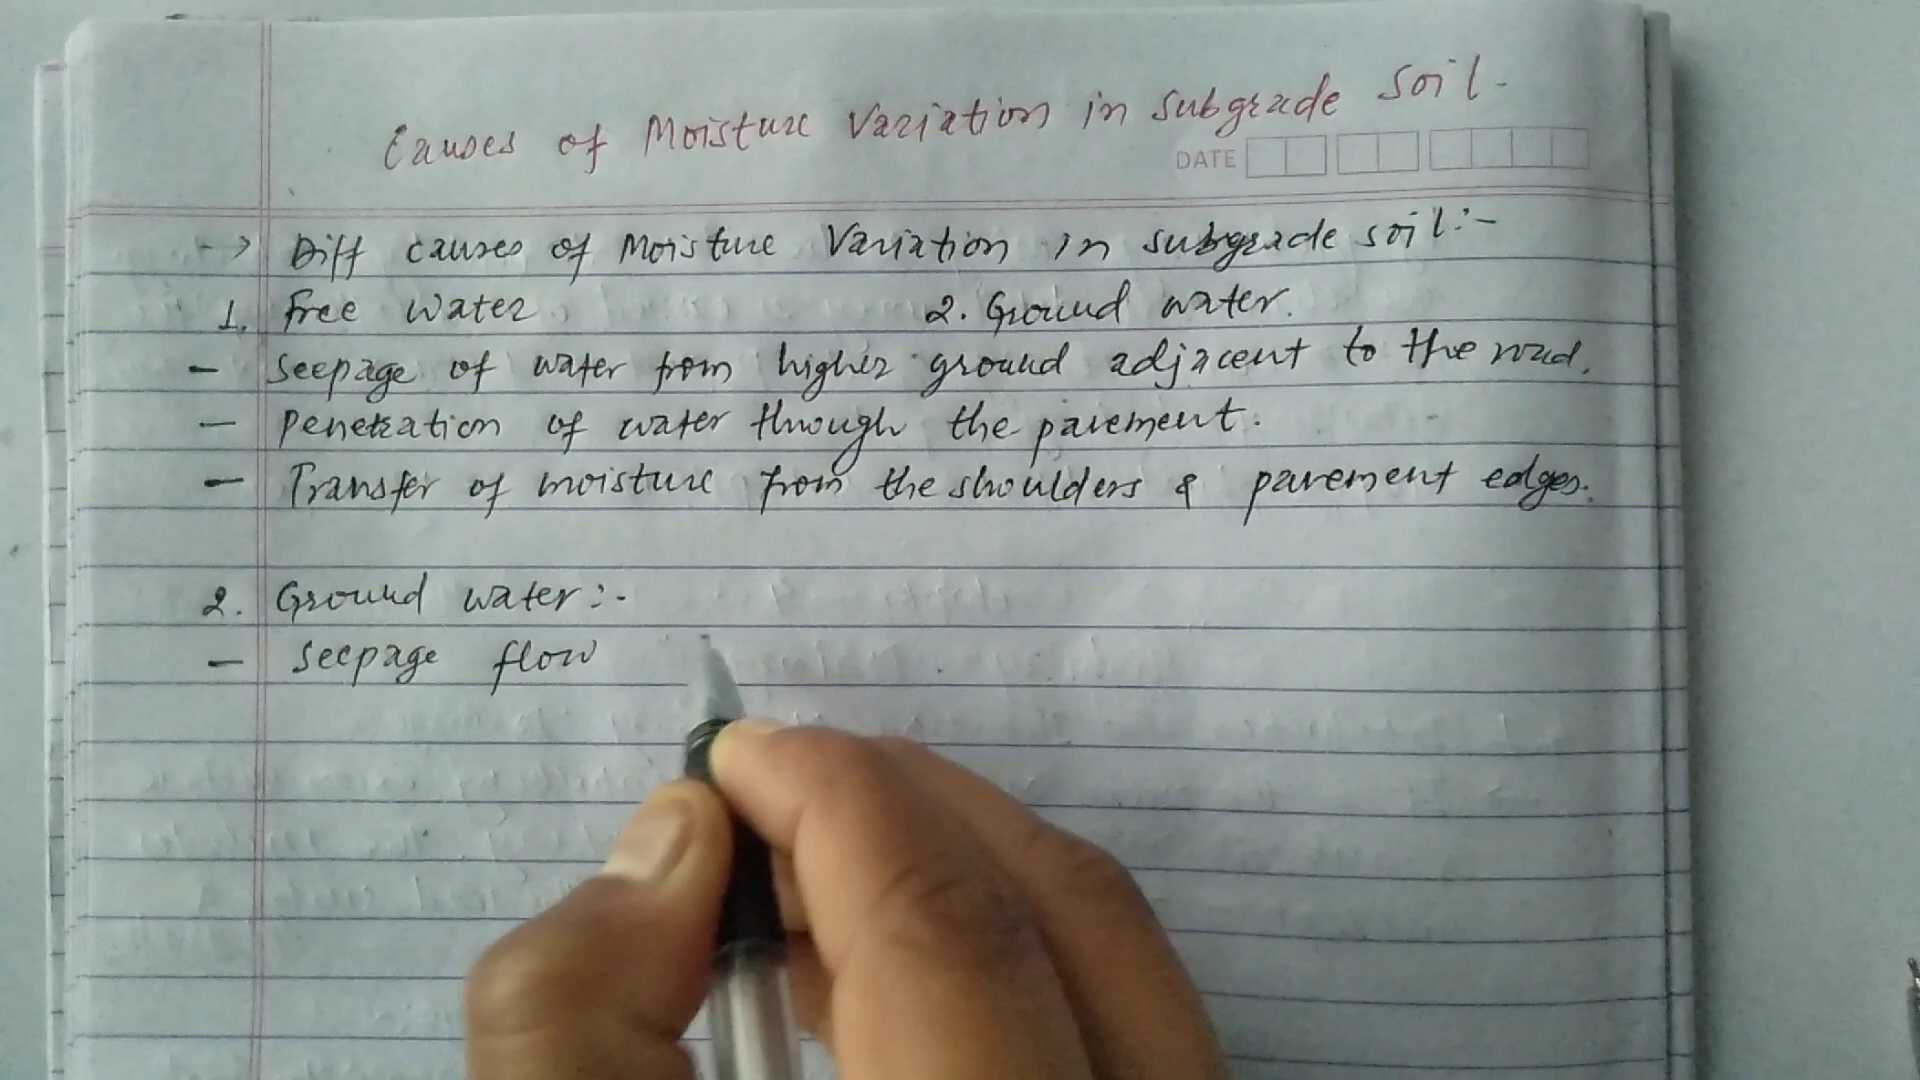 Causes of Moisture Variation in Subgrade Soil.
DATE
-> Diff causes of Moisture Variation in subgrade soil:-
1. Free Water 2. Ground water.
- Seepage of water from higher ground adjacent to the road.
- Penetration of water through the pavement.
- Transfer of moisture from the shoulders & pavement edges.
2. Ground water:-
- Seepage flow